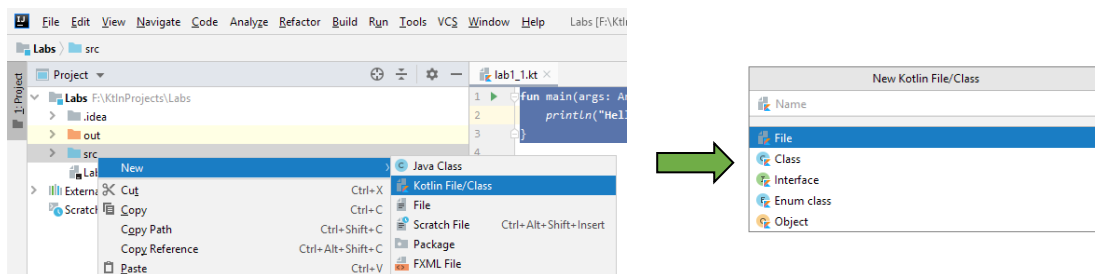 File Edit View Navigate Code Analyze Refactor Build Run Tools VCS Window Help Labs [F:\Ktln
Labs src
1: Project
Project
lab1_1.kt
Labs F:\KtlnProjects\Labs
.idea
out
src
Lab
Externa
Scratch
1 fun main(args: Ar
2 println("Hell
3 }
4
New
Cut Ctrl+X
Copy Ctrl+C
Copy Path Ctrl+Shift+C
Copy Reference Ctrl+Alt+Shift+C
Paste Ctrl+V
Java Class
Kotlin File/Class
File
Scratch File Ctrl+Alt+Shift+Insert
Package
FXML File
New Kotlin File/Class
Name
File
Class
Interface
Enum class
Object